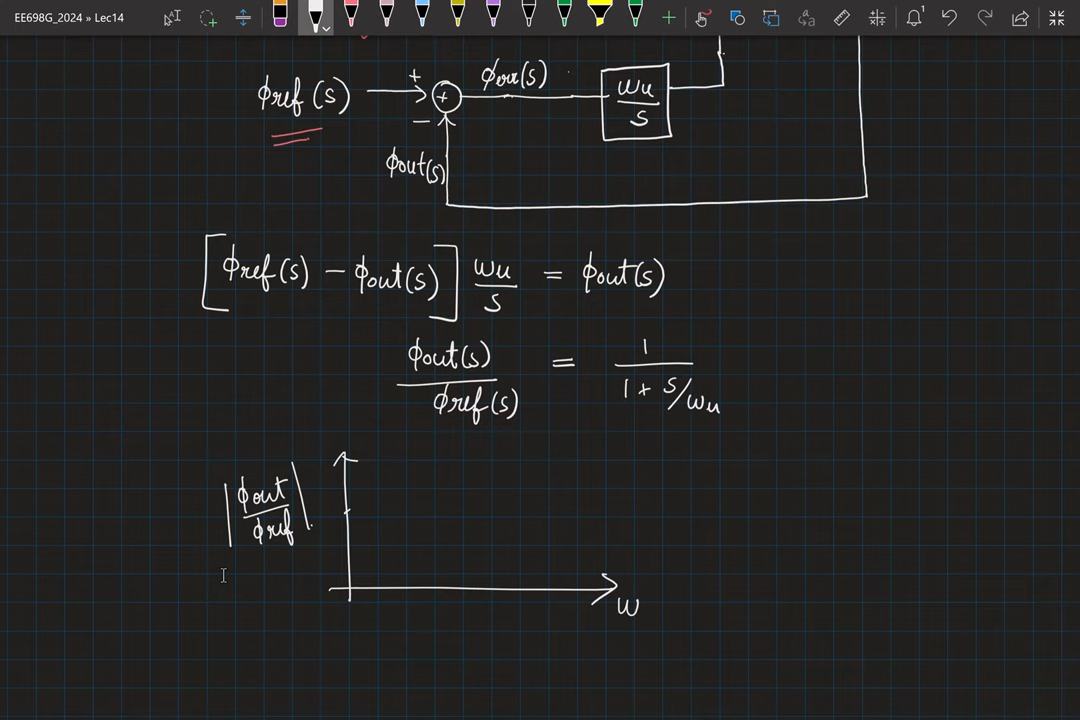 EE698G_2024 » Lec14
ϕref(s) + + ϕerr(s) ωu/s
−
ϕout(s)
[ϕref(s) − ϕout(s)] ωu/s = ϕout(s)
ϕout(s)/ϕref(s) = 1/(1 + s/ωu)
|ϕout/ϕref|
ω